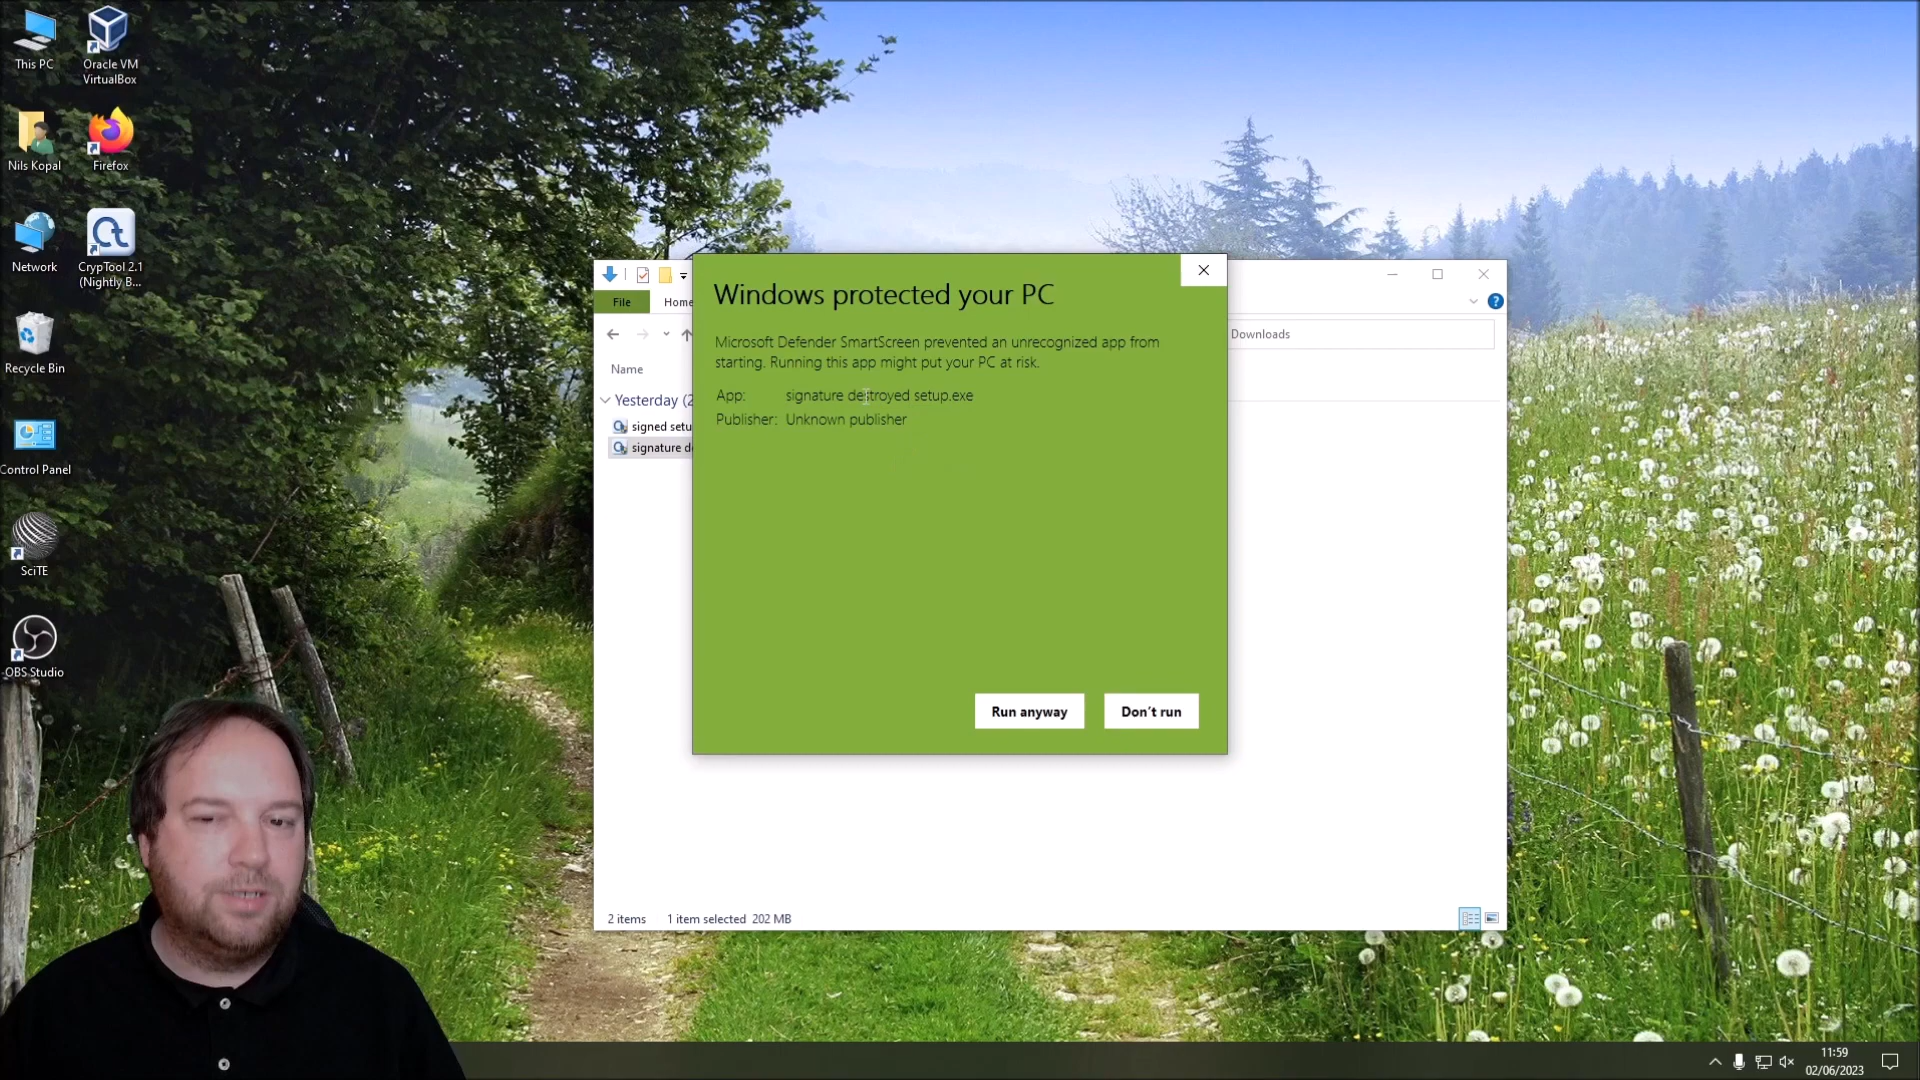 This PC
Oracle VM
VirtualBox
Nils Kopal
Firefox
Network
CrypTool 2.1
(Nightly B...
Recycle Bin
Control Panel
SciTE
OBS Studio
File
Home
Downloads
Name
Yesterday (2
signed setu
signature de
Windows protected your PC
Microsoft Defender SmartScreen prevented an unrecognized app from
starting. Running this app might put your PC at risk.
App: signature destroyed setup.exe
Publisher: Unknown publisher
Run anyway
Don't run
2 items 1 item selected 202 MB
11:59
02/06/2023